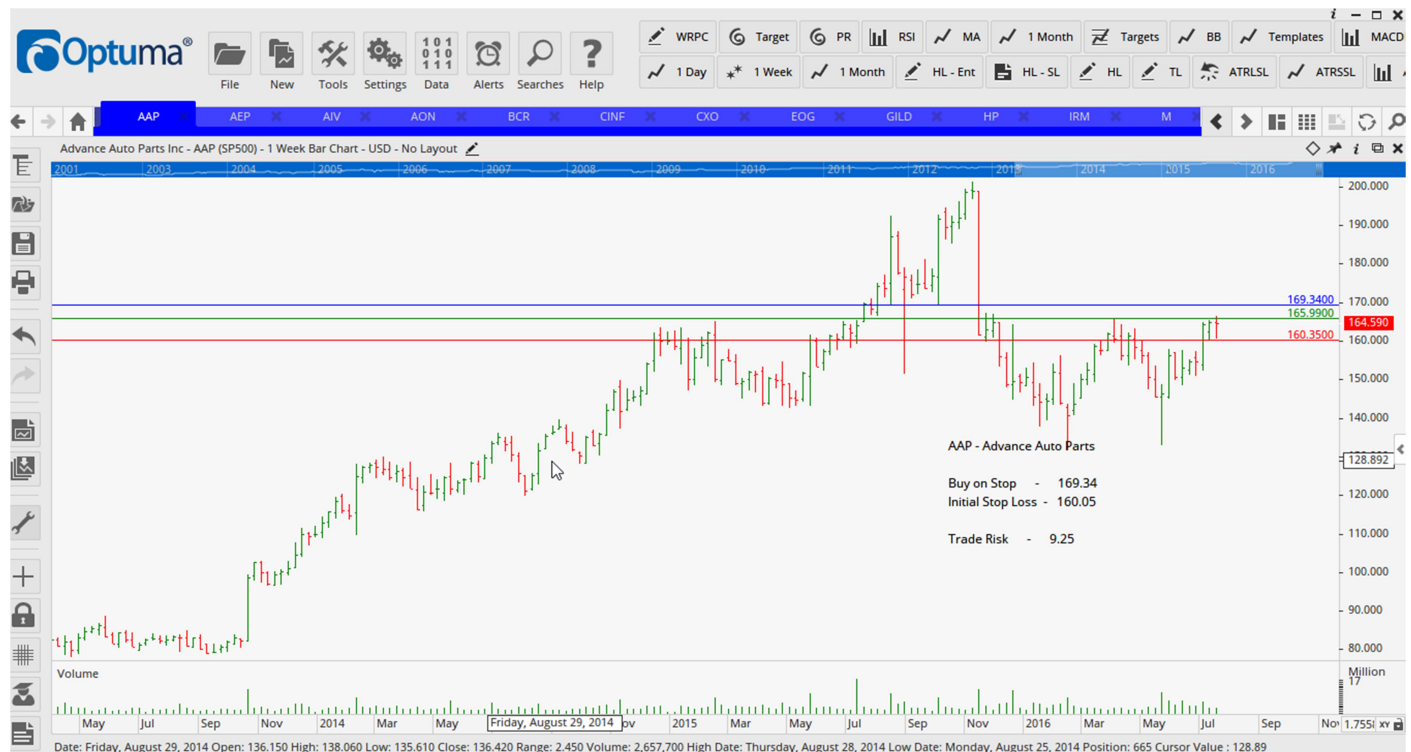 i
Optuma®
File
New
Tools
Settings
101
010
111
Data
Alerts
Searches
?
Help
WRPC
Target
PR
RSI
MA
1 Month
Targets
BB
Templates
MACD
1 Day
1 Week
1 Month
HL - Ent
HL - SL
HL
TL
ATRLSL
ATRSSL
AAP
AEP
AIV
AON
BCR
CINF
CXO
EOG
GILD
HP
IRM
M
Advance Auto Parts Inc - AAP (SP500) - 1 Week Bar Chart - USD - No Layout
i
2001 2003 2004 2005 2006 2007 2008 2009 2010 2011 2012 2013 2014 2015 2016
200.000
190.000
180.000
169.3400
170.000
165.9900
164.590
160.3500
160.000
150.000
140.000
AAP - Advance Auto Parts
128.892
Buy on Stop - 169.34
Initial Stop Loss - 160.05
120.000
110.000
Trade Risk - 9.25
100.000
90.000
80.000
Volume
Million
17
May Jul Sep Nov 2014 Mar May Friday, August 29, 2014 ov 2015 Mar May Jul Sep Nov 2016 Mar May Jul Sep 1.755 XY
Date: Friday, August 29, 2014 Open: 136.150 High: 138.060 Low: 135.610 Close: 136.420 Range: 2.450 Volume: 2,657,700 High Date: Thursday, August 28, 2014 Low Date: Monday, August 25, 2014 Position: 665 Cursor Value : 128.89